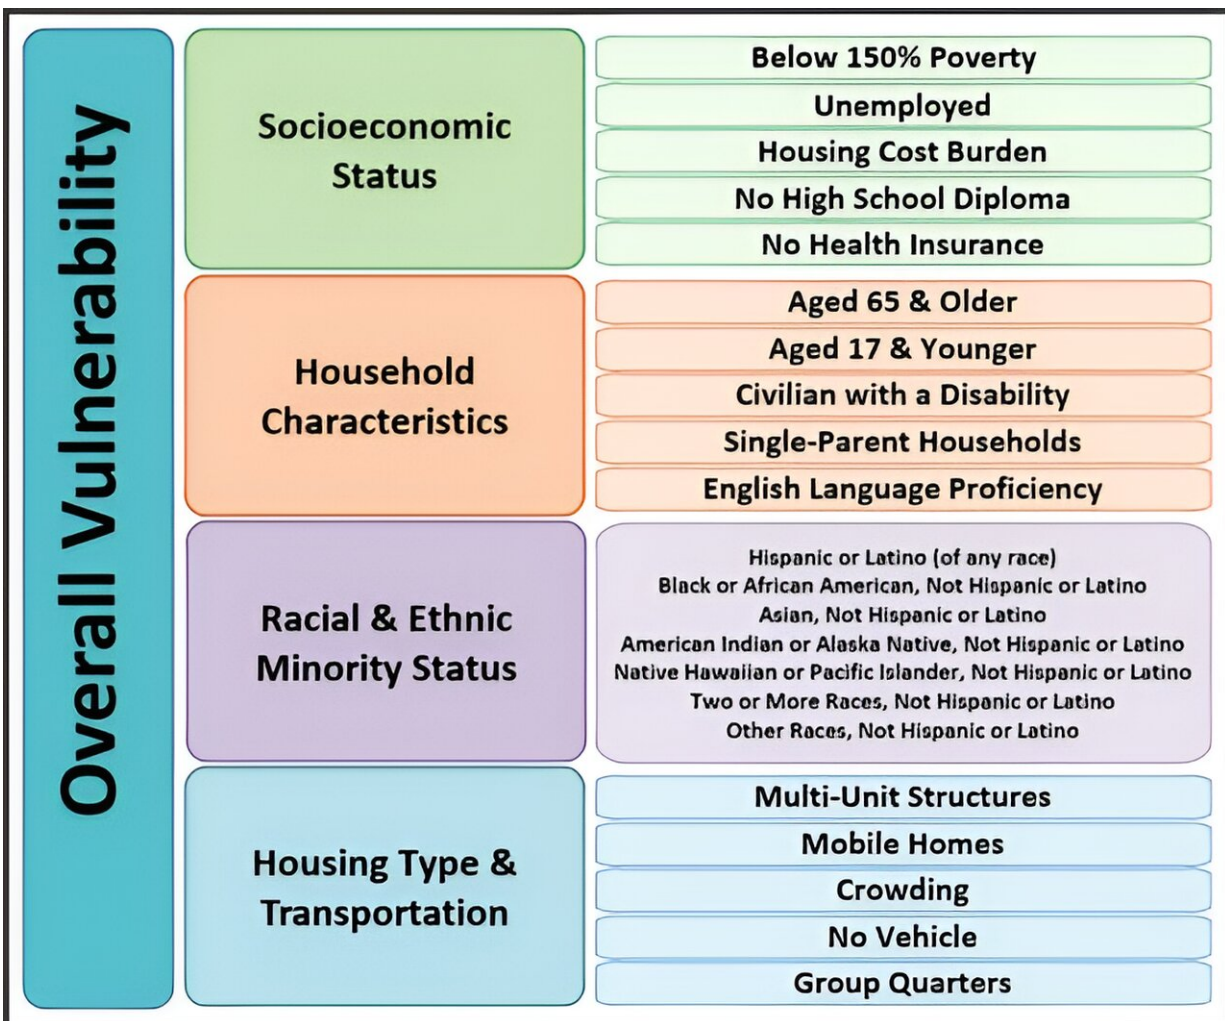 Overall Vulnerability
Socioeconomic
Status
Below 150% Poverty
Unemployed
Housing Cost Burden
No High School Diploma
No Health Insurance
Household
Characteristics
Aged 65 & Older
Aged 17 & Younger
Civilian with a Disability
Single-Parent Households
English Language Proficiency
Racial & Ethnic
Minority Status
Hispanic or Latino (of any race)
Black or African American, Not Hispanic or Latino
Asian, Not Hispanic or Latino
American Indian or Alaska Native, Not Hispanic or Latino
Native Hawaiian or Pacific Islander, Not Hispanic or Latino
Two or More Races, Not Hispanic or Latino
Other Races, Not Hispanic or Latino
Housing Type &
Transportation
Multi-Unit Structures
Mobile Homes
Crowding
No Vehicle
Group Quarters